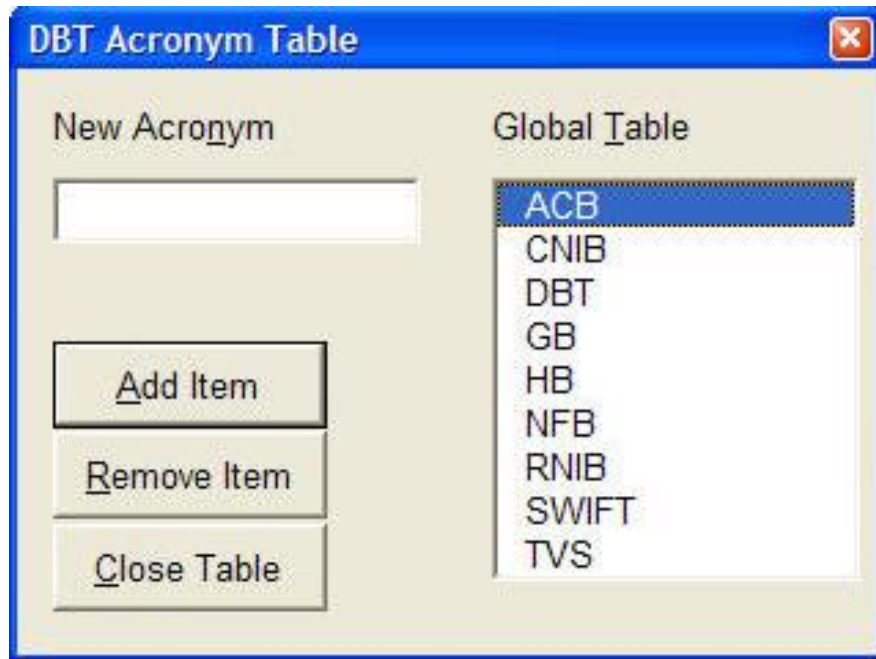 DBT Acronym Table
New Acronym
Global Table
ACB
CNIB
DBT
GB
HB
NFB
RNIB
SWIFT
TVS
Add Item
Remove Item
Close Table